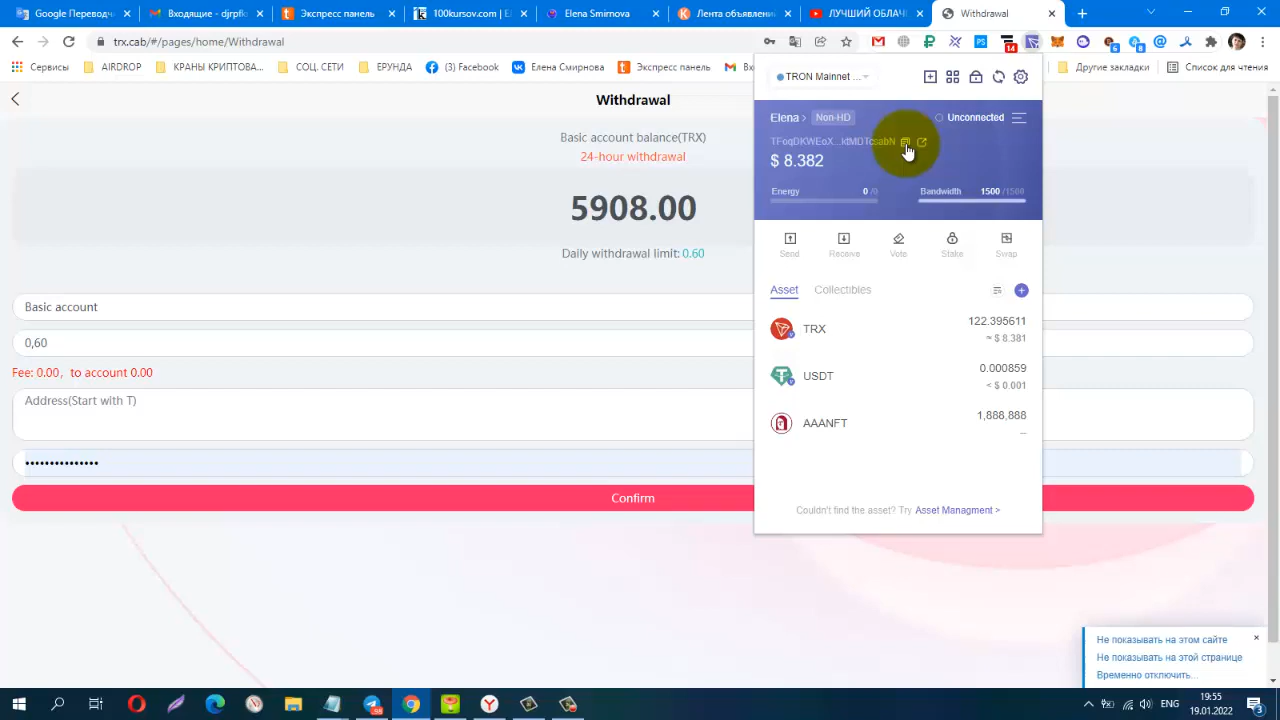 Google Переводч
Входящие - djrpBo
Экспресс панель
100kursov.com | E
Elena Smirnova
Лента объявлени
ЛУЧШИЙ ОБЛАЧ
Withdrawal
trx.cab/#/pages/home/Withdrawal
Сервисы
AIRDROP
КРАНЫ КРИПТОВА...
CO
ЕРУНДА
(3) Facebook
Елена Смирнова
Экспресс панель
Вх
Другие закладки
Список для чтения
Withdrawal
Basic account balance(TRX)
24-hour withdrawal
5908.00
Daily withdrawal limit: 0.60
Basic account
0,60
Fee: 0.00, to account 0.00
Address(Start with T)
•••••••••••••••
Confirm
TRON Mainnet ...
Elena > Non-HD
Unconnected
$ 8.382
Energy 0 /0
Bandwidth 1500 /1500
Send
Receive
Vote
Stake
Swap
Asset
Collectibles
TRX
122.395611
≈ $ 8.381
USDT
0.000859
< $ 0.001
AAANFT
1,888,888
--
Couldn't find the asset? Try Asset Managment >
Не показывать на этом сайте
Не показывать на этой странице
Временно отключить...
19:55
19.01.2022